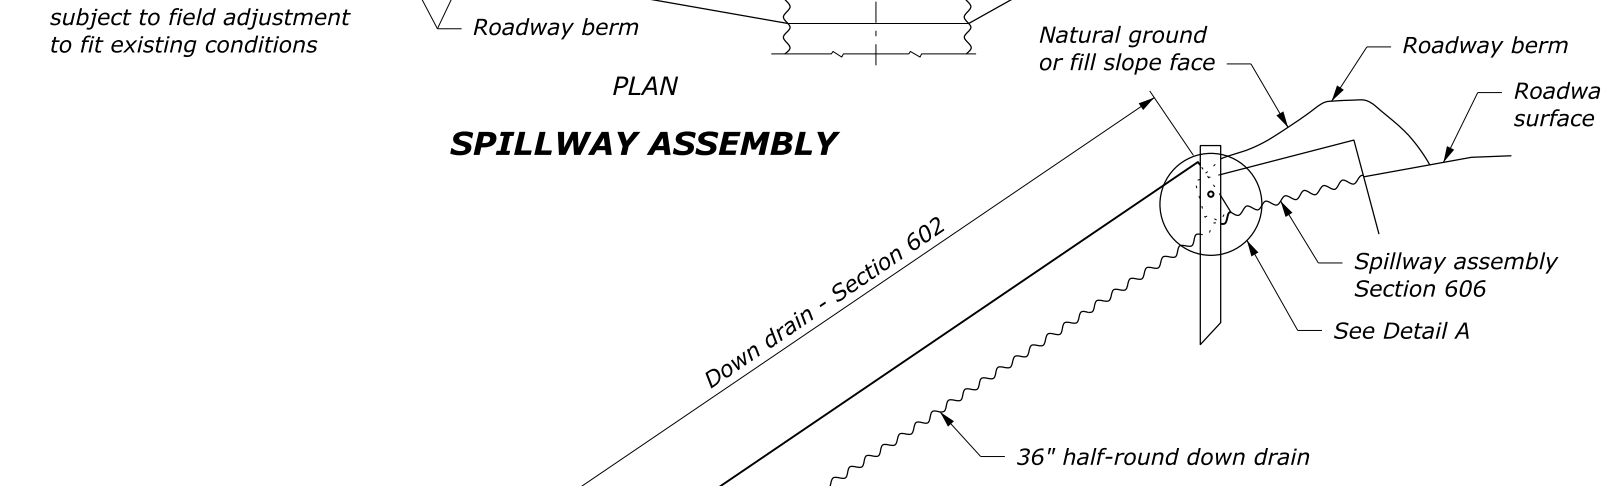 subject to field adjustment
to fit existing conditions
Roadway berm
PLAN
SPILLWAY ASSEMBLY
Natural ground
or fill slope face
Roadway berm
Roadwa
surface
Down drain - Section 602
Spillway assembly
Section 606
See Detail A
36" half-round down drain